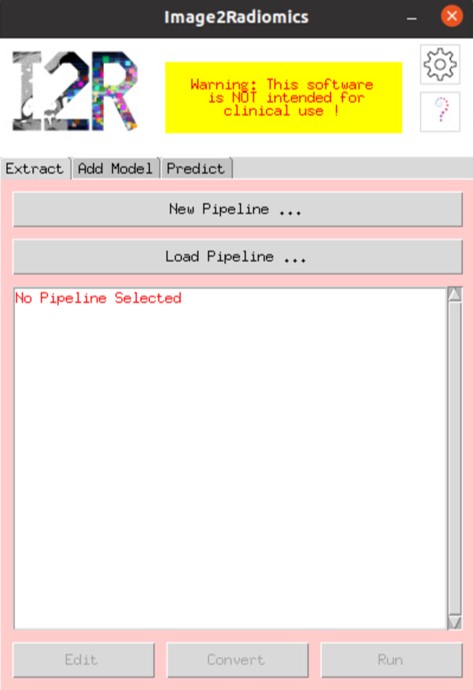 Image2Radiomics
I2R
Warning: This software
is NOT intended for
clinical use !
?
Extract Add Model Predict
New Pipeline ...
Load Pipeline ...
No Pipeline Selected
Edit Convert Run